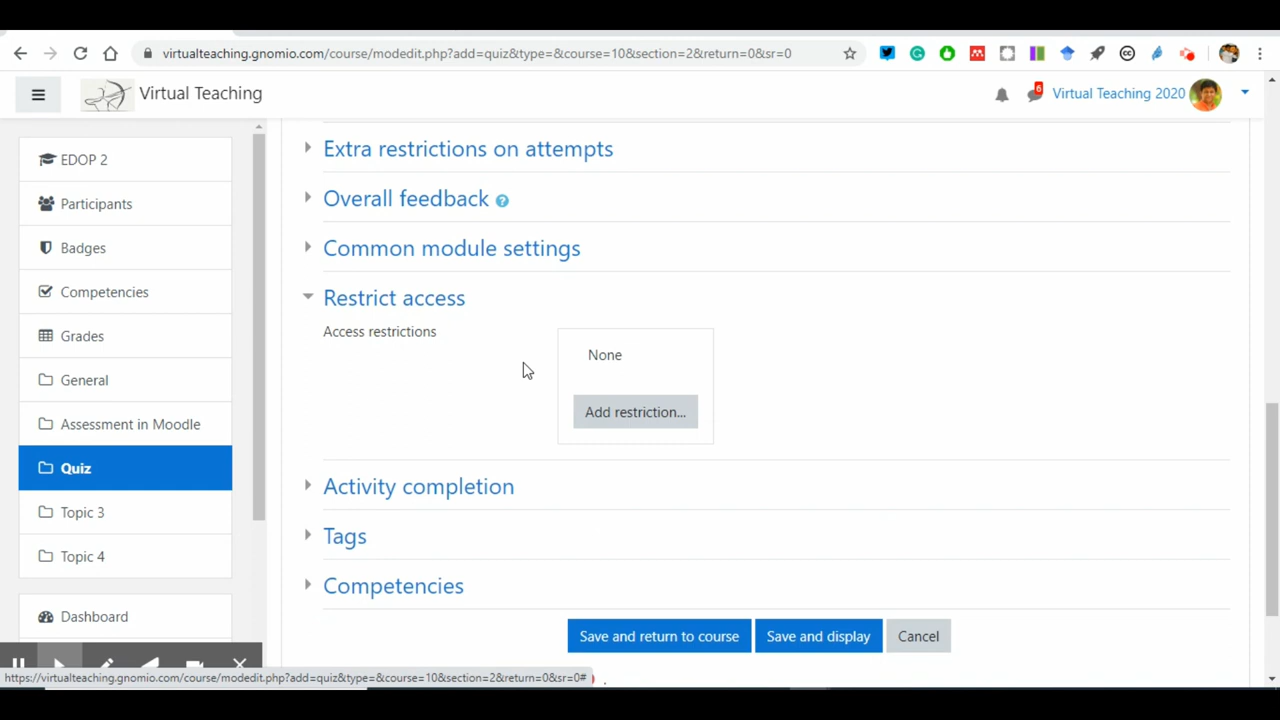 virtualteaching.gnomio.com/course/modedit.php?add=quiz&type=&course=10&section=2&return=0&sr=0
Virtual Teaching
6
Virtual Teaching 2020
EDOP 2
Participants
Badges
Competencies
Grades
General
Assessment in Moodle
Quiz
Topic 3
Topic 4
Dashboard
Extra restrictions on attempts
Overall feedback
Common module settings
Restrict access
Access restrictions
None
Add restriction...
Activity completion
Tags
Competencies
Save and return to course
Save and display
Cancel
https://virtualteaching.gnomio.com/course/modedit.php?add=quiz&type=&course=10&section=2&return=0&sr=0#